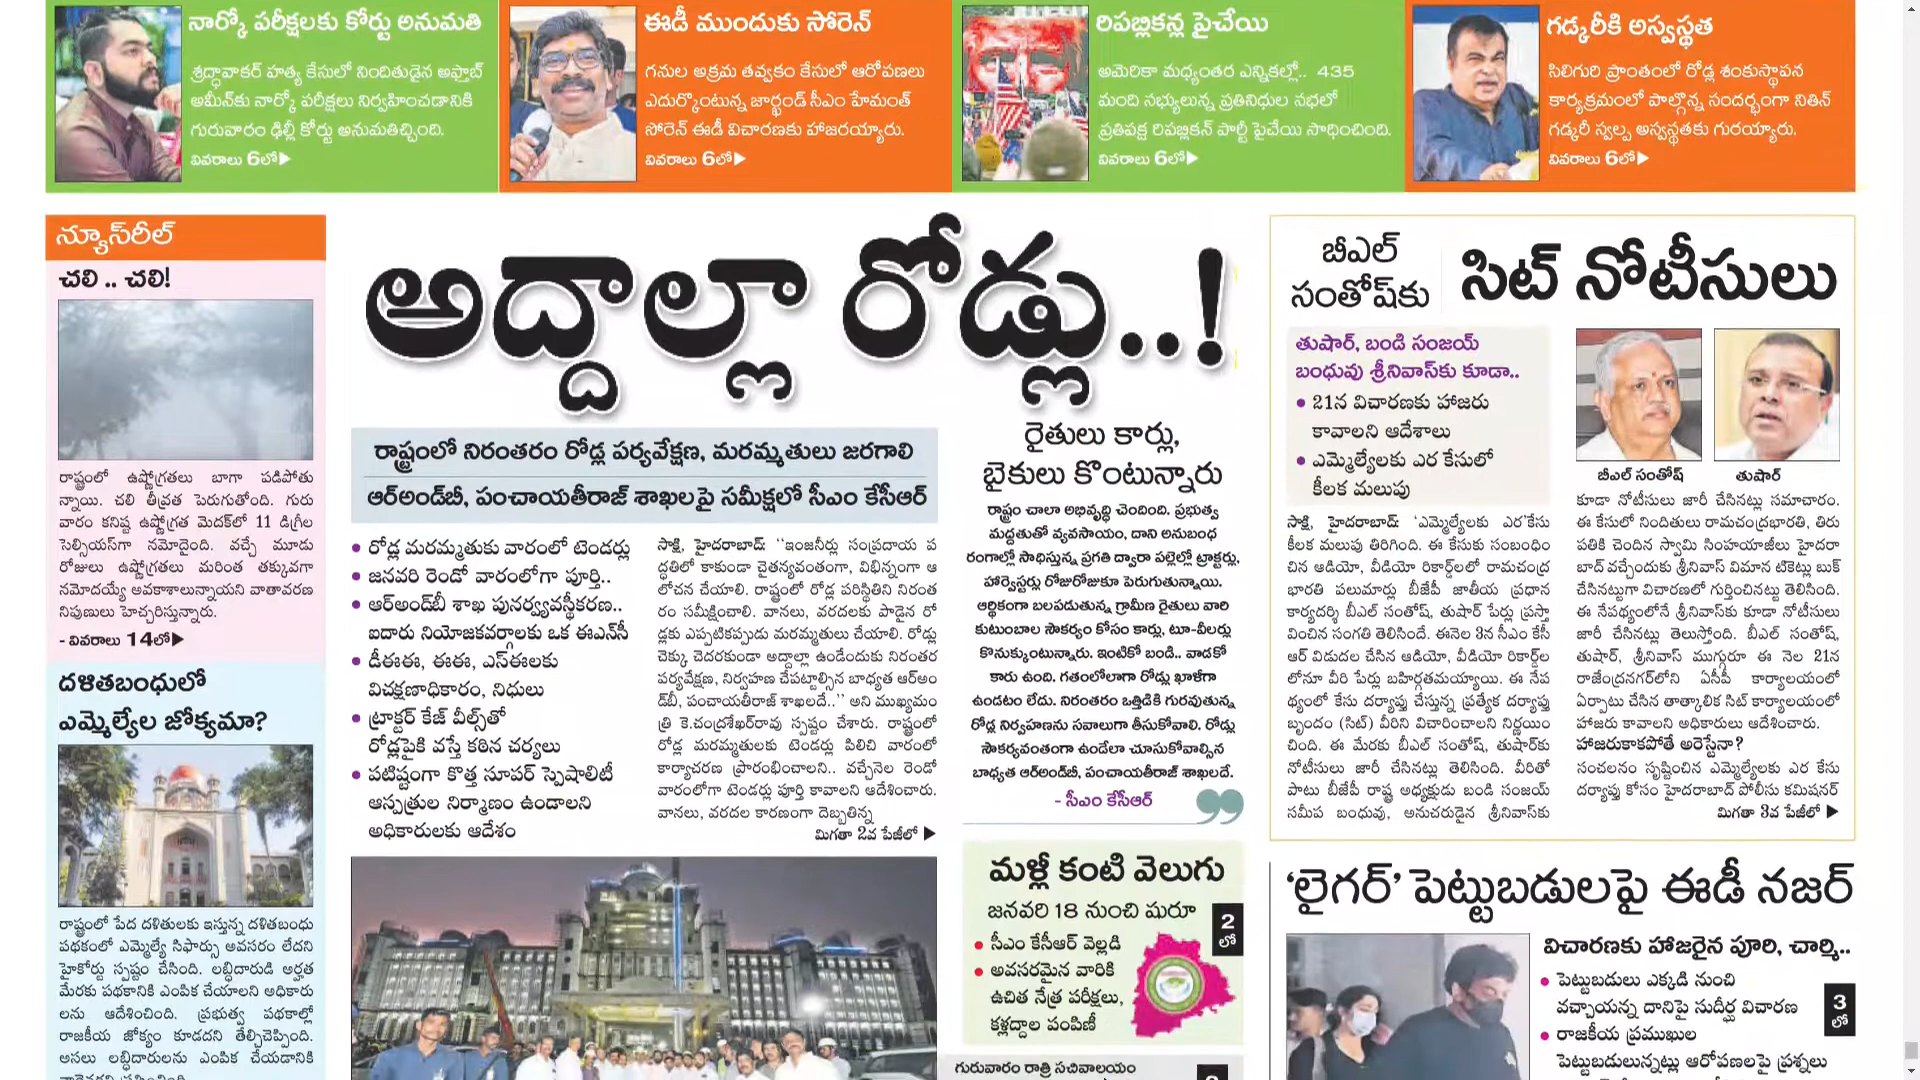 నార్కో పరీక్షలకు కోర్టు అనుమతి
శ్రద్ధావాకర్ హత్య కేసులో నిందితుడైన అఫ్తాబ్
అమీన్‌కు నార్కో పరీక్షలు నిర్వహించడానికి
గురువారం ఢిల్లీ కోర్టు అనుమతిచ్చింది.
వివరాలు 6లో▶
ఈడీ ముందుకు సోరెన్
గనుల అక్రమ తవ్వకం కేసులో ఆరోపణలు
ఎదుర్కొంటున్న జార్ఖండ్ సీఎం హేమంత్
సోరెన్ ఈడీ విచారణకు హాజరయ్యారు.
వివరాలు 6లో▶
రిపబ్లికన్ల పైచేయి
అమెరికా మధ్యంతర ఎన్నికల్లో.. 435
మంది సభ్యులున్న ప్రతినిధుల సభలో
ప్రతిపక్ష రిపబ్లికన్ పార్టీ పైచేయి సాధించింది.
వివరాలు 6లో▶
గడ్కరీకి అస్వస్థత
సిలిగురి ప్రాంతంలో రోడ్ల శంకుస్థాపన
కార్యక్రమంలో పాల్గొన్న సందర్భంగా నితిన్
గడ్కరీ స్వల్ప అస్వస్థతకు గురయ్యారు.
వివరాలు 6లో▶
న్యూస్‌రీల్
చలి .. చలి!
రాష్ట్రంలో ఉష్ణోగ్రతలు బాగా పడిపోతు
న్నాయి. చలి తీవ్రత పెరుగుతోంది. గురు
వారం కనిష్ట ఉష్ణోగ్రత మెదక్‌లో 11 డిగ్రీల
సెల్సియస్‌గా నమోదైంది. వచ్చే మూడు
రోజులు ఉష్ణోగ్రతలు మరింత తక్కువగా
నమోదయ్యే అవకాశాలున్నాయని వాతావరణ
నిపుణులు హెచ్చరిస్తున్నారు.
- వివరాలు 14లో▶
దళితబంధులో
ఎమ్మెల్యేల జోక్యమా?
రాష్ట్రంలో పేద దళితులకు ఇస్తున్న దళితబంధు
పథకంలో ఎమ్మెల్యే సిఫార్సు అవసరం లేదని
హైకోర్టు స్పష్టం చేసింది. లబ్ధిదారుడి అర్హత
మేరకు పథకానికి ఎంపిక చేయాలని అధికారు
లను ఆదేశించింది. ప్రభుత్వ పథకాల్లో
రాజకీయ జోక్యం కూడదని తేల్చిచెప్పింది.
అసలు లబ్ధిదారులను ఎంపిక చేయడానికి
అద్దాల్లా రోడ్లు..!
రాష్ట్రంలో నిరంతరం రోడ్ల పర్యవేక్షణ, మరమ్మతులు జరగాలి
ఆర్‌అండ్‌బీ, పంచాయతీరాజ్ శాఖలపై సమీక్షలో సీఎం కేసీఆర్
• రోడ్ల మరమ్మతుకు వారంలో టెండర్లు
• జనవరి రెండో వారంలోగా పూర్తి..
• ఆర్‌అండ్‌బీ శాఖ పునర్వ్యవస్థీకరణ..
ఐదారు నియోజకవర్గాలకు ఒక ఈఎన్‌సీ
• డీఈఈ, ఈఈ, ఎస్‌ఈలకు
విచక్షణాధికారం, నిధులు
• ట్రాక్టర్ కేజ్ వీల్స్‌తో
రోడ్లపైకి వస్తే కఠిన చర్యలు
• పటిష్టంగా కొత్త సూపర్ స్పెషాలిటీ
ఆస్పత్రుల నిర్మాణం ఉండాలని
అధికారులకు ఆదేశం
సాక్షి, హైదరాబాద్: ‘‘ఇంజనీర్లు సంప్రదాయ ప
ద్ధతిలో కాకుండా చైతన్యవంతంగా, విభిన్నంగా ఆ
లోచన చేయాలి. రాష్ట్రంలో రోడ్ల పరిస్థితిని నిరంత
రం సమీక్షించాలి. వానలు, వరదలకు పాడైన రో
డ్లకు ఎప్పటికప్పుడు మరమ్మతులు చేయాలి. రోడ్లు
చెక్కు చెదరకుండా అద్దాల్లా ఉండేందుకు నిరంతర
పర్యవేక్షణ, నిర్వహణ చేపట్టాల్సిన బాధ్యత ఆర్‌అం
డ్‌బీ, పంచాయతీరాజ్ శాఖలదే..’’ అని ముఖ్యమం
త్రి కె.చంద్రశేఖర్‌రావు స్పష్టం చేశారు. రాష్ట్రంలో
రోడ్ల మరమ్మతులకు టెండర్లు పిలిచి వారంలో
కార్యాచరణ ప్రారంభించాలని.. వచ్చేనెల రెండో
వారంలోగా టెండర్లు పూర్తి కావాలని ఆదేశించారు.
వానలు, వరదల కారణంగా దెబ్బతిన్న
మిగతా 2వ పేజీలో ▶
రైతులు కార్లు,
బైకులు కొంటున్నారు
రాష్ట్రం చాలా అభివృద్ధి చెందింది. ప్రభుత్వ
మద్దతుతో వ్యవసాయం, దాని అనుబంధ
రంగాల్లో సాధిస్తున్న ప్రగతి ద్వారా పల్లెల్లో ట్రాక్టర్లు,
హార్వెస్టర్లు రోజురోజుకూ పెరుగుతున్నాయి.
ఆర్థికంగా బలపడుతున్న గ్రామీణ రైతులు వారి
కుటుంబాల సౌకర్యం కోసం కార్లు, టూ-వీలర్లు
కొనుక్కుంటున్నారు. ఇంటికో బండి.. వాడకో
కారు ఉంది. గతంలోలాగా రోడ్లు ఖాళీగా
ఉండటం లేదు. నిరంతరం ఒత్తిడికి గురవుతున్న
రోడ్ల నిర్వహణను సవాలుగా తీసుకోవాలి. రోడ్లు
సౌకర్యవంతంగా ఉండేలా చూసుకోవాల్సిన
బాధ్యత ఆర్‌అండ్‌బీ, పంచాయతీరాజ్ శాఖలదే.
- సీఎం కేసీఆర్
మళ్లీ కంటి వెలుగు
జనవరి 18 నుంచి షురూ
• సీఎం కేసీఆర్ వెల్లడి
• అవసరమైన వారికి
ఉచిత నేత్ర పరీక్షలు,
కళ్లద్దాల పంపిణీ
2
లో
గురువారం రాత్రి సచివాలయం
బీఎల్
సంతోష్‌కు
సిట్ నోటీసులు
తుషార్, బండి సంజయ్
బంధువు శ్రీనివాస్‌కు కూడా..
• 21న విచారణకు హాజరు
కావాలని ఆదేశాలు
• ఎమ్మెల్యేలకు ఎర కేసులో
కీలక మలుపు
బీఎల్ సంతోష్
తుషార్
సాక్షి, హైదరాబాద్: ‘ఎమ్మెల్యేలకు ఎర’కేసు
కీలక మలుపు తిరిగింది. ఈ కేసుకు సంబంధిం
చిన ఆడియో, వీడియో రికార్డ్‌లలో రామచంద్ర
భారతి పలుమార్లు బీజేపీ జాతీయ ప్రధాన
కార్యదర్శి బీఎల్ సంతోష్, తుషార్ పేర్లు ప్రస్తా
వించిన సంగతి తెలిసిందే. ఈనెల 3న సీఎం కేసీ
ఆర్ విడుదల చేసిన ఆడియో, వీడియో రికార్డ్‌ల
లోనూ వీరి పేర్లు బహిర్గతమయ్యాయి. ఈ నేప
థ్యంలో కేసు దర్యాప్తు చేస్తున్న ప్రత్యేక దర్యాప్తు
బృందం (సిట్) వీరిని విచారించాలని నిర్ణయిం
చింది. ఈ మేరకు బీఎల్ సంతోష్, తుషార్‌కు
నోటీసులు జారీ చేసినట్లు తెలిసింది. వీరితో
పాటు బీజేపీ రాష్ట్ర అధ్యక్షుడు బండి సంజయ్
సమీప బంధువు, అనుచరుడైన శ్రీనివాస్‌కు
కూడా నోటీసులు జారీ చేసినట్లు సమాచారం.
ఈ కేసులో నిందితులు రామచంద్రభారతి, తిరు
పతికి చెందిన స్వామి సింహయాజీలు హైదరా
బాద్ వచ్చేందుకు శ్రీనివాస్ విమాన టికెట్లు బుక్
చేసినట్టుగా విచారణలో గుర్తించినట్టు తెలిసింది.
ఈ నేపథ్యంలోనే శ్రీనివాస్‌కు కూడా నోటీసులు
జారీ చేసినట్లు తెలుస్తోంది. బీఎల్ సంతోష్,
తుషార్, శ్రీనివాస్ ముగ్గురూ ఈ నెల 21న
రాజేంద్రనగర్‌లోని ఏసీపీ కార్యాలయంలో
ఏర్పాటు చేసిన తాత్కాలిక సిట్ కార్యాలయంలో
హాజరు కావాలని అధికారులు ఆదేశించారు.
హాజరుకాకపోతే అరెస్టేనా?
సంచలనం సృష్టించిన ఎమ్మెల్యేలకు ఎర కేసు
దర్యాప్తు కోసం హైదరాబాద్ పోలీసు కమిషనర్
మిగతా 3వ పేజీలో ▶
‘లైగర్’ పెట్టుబడులపై ఈడీ నజర్
విచారణకు హాజరైన పూరి, చార్మి..
• పెట్టుబడులు ఎక్కడి నుంచి
వచ్చాయన్న దానిపై సుదీర్ఘ విచారణ
• రాజకీయ ప్రముఖుల
పెట్టుబడులున్నట్లు ఆరోపణలపై ప్రశ్నలు
3
లో